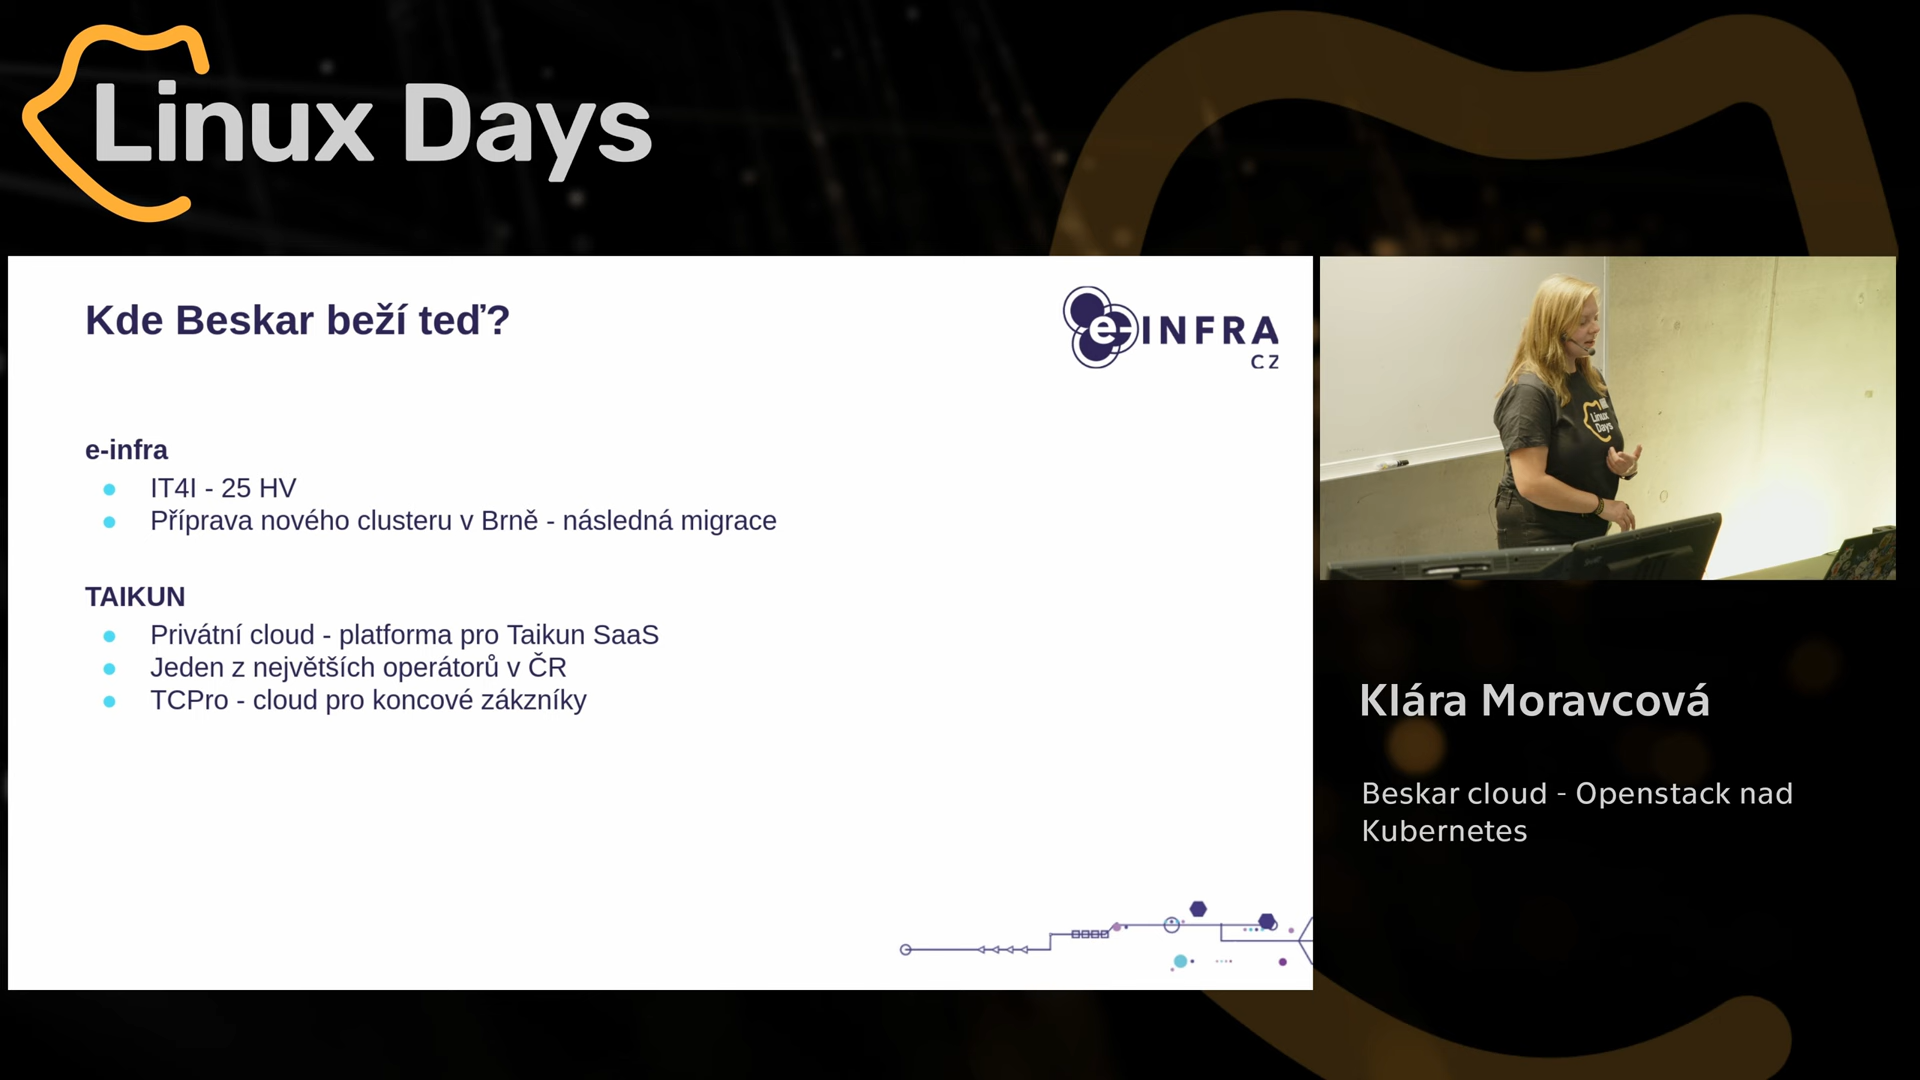 Linux Days
Kde Beskar beží teď?
e-INFRA
CZ
e-infra
IT4I - 25 HV
Příprava nového clusteru v Brně - následná migrace
TAIKUN
Privátní cloud - platforma pro Taikun SaaS
Jeden z největších operátorů v ČR
TCPro - cloud pro koncové zákzníky
Linux
Days
Klára Moravcová
Beskar cloud - Openstack nad
Kubernetes